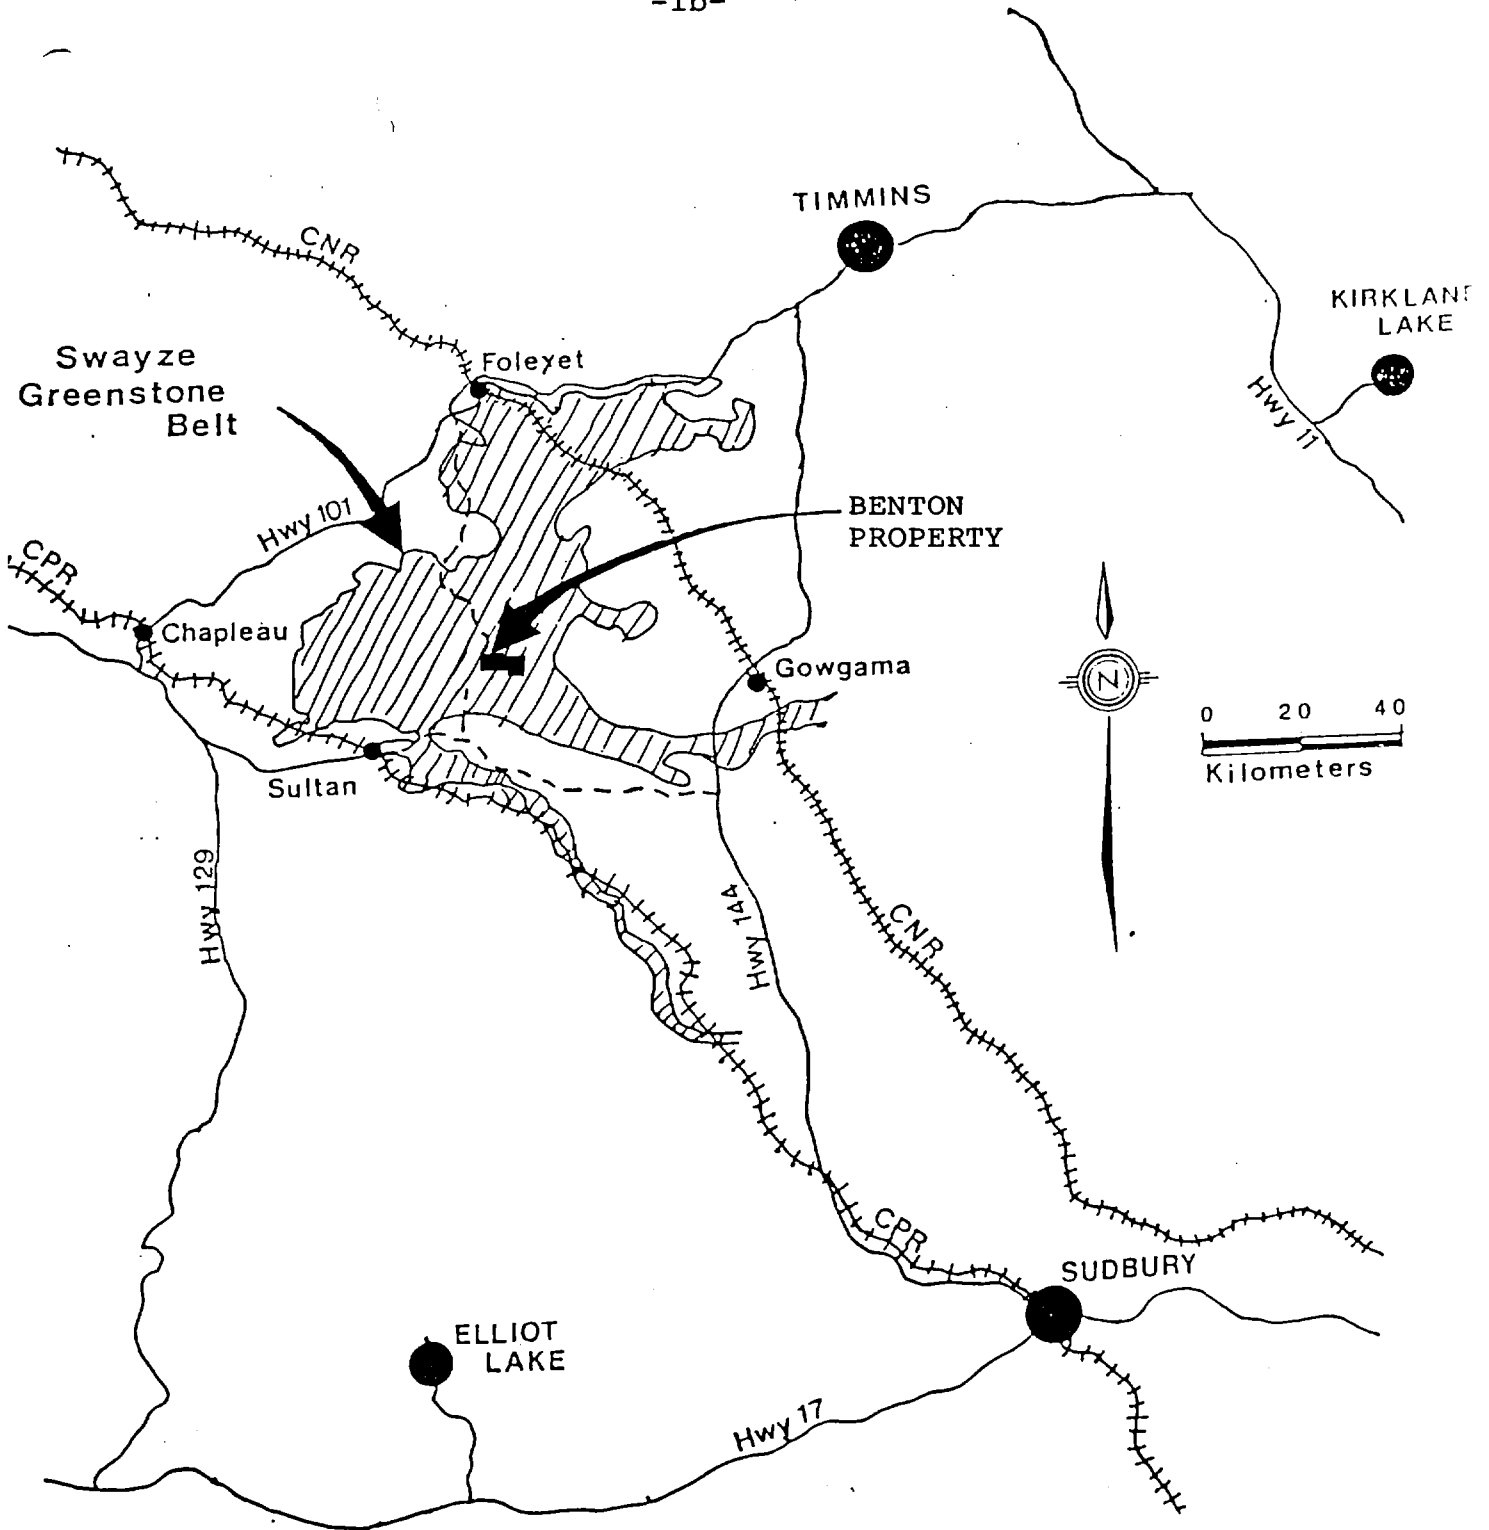 -1b-
TIMMINS
CNR
KIRKLAN
LAKE
Foleyet
Swayze
Greenstone
Belt
Hwy 11
BENTON
PROPERTY
Hwy 101
CPR
Chapleau
Gowgama
N
0 20 40
Kilometers
Sultan
Hwy 129
Hwy 144
CNR
CPR
SUDBURY
ELLIOT
LAKE
Hwy 17